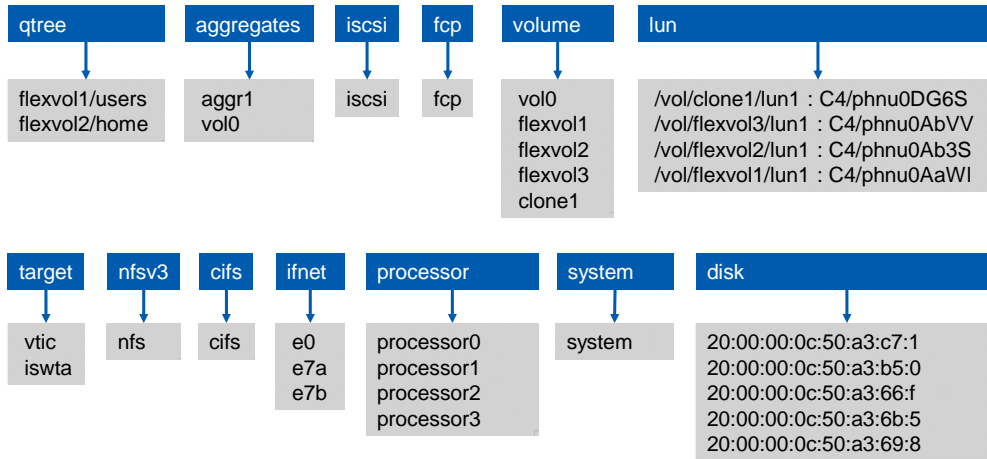 qtree
aggregates
iscsi
fcp
volume
lun
flexvol1/users
flexvol2/home
aggr1
vol0
iscsi
fcp
vol0
flexvol1
flexvol2
flexvol3
clone1
/vol/clone1/lun1 : C4/phnu0DG6S
/vol/flexvol3/lun1 : C4/phnu0AbVV
/vol/flexvol2/lun1 : C4/phnu0Ab3S
/vol/flexvol1/lun1 : C4/phnu0AaWI
target
nfsv3
cifs
ifnet
processor
system
disk
vtic
iswta
nfs
cifs
e0
e7a
e7b
processor0
processor1
processor2
processor3
system
20:00:00:0c:50:a3:c7:1
20:00:00:0c:50:a3:b5:0
20:00:00:0c:50:a3:66:f
20:00:00:0c:50:a3:6b:5
20:00:00:0c:50:a3:69:8